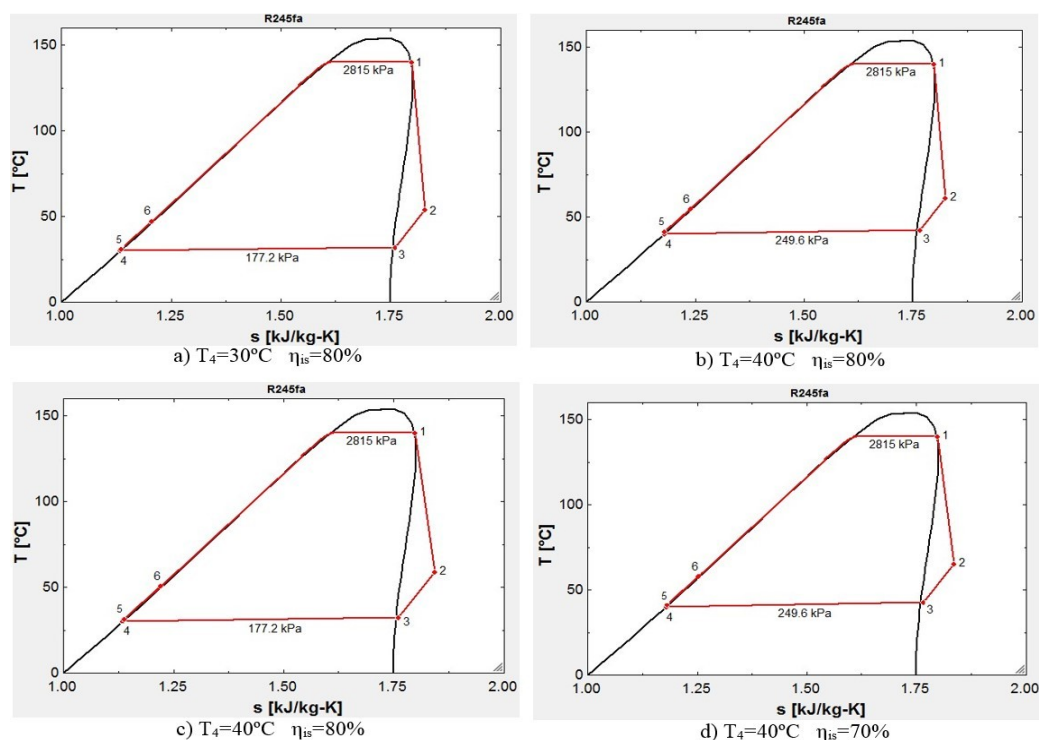 R245fa
150
100
50
0
T [ºC]
2815 kPa
177.2 kPa
1
2
3
4
5
6
1.00 1.25 1.50 1.75 2.00
s [kJ/kg-K]
a) T₄=30ºC ηis=80%
R245fa
150
100
50
0
T [ºC]
2815 kPa
249.6 kPa
1
2
3
4
5
6
1.00 1.25 1.50 1.75 2.00
s [kJ/kg-K]
b) T₄=40ºC ηis=80%
R245fa
150
100
50
0
T [ºC]
2815 kPa
177.2 kPa
1
2
3
4
5
6
1.00 1.25 1.50 1.75 2.00
s [kJ/kg-K]
c) T₄=40ºC ηis=80%
R245fa
150
100
50
0
T [ºC]
2815 kPa
249.6 kPa
1
2
3
4
5
6
1.00 1.25 1.50 1.75 2.00
s [kJ/kg-K]
d) T₄=40ºC ηis=70%